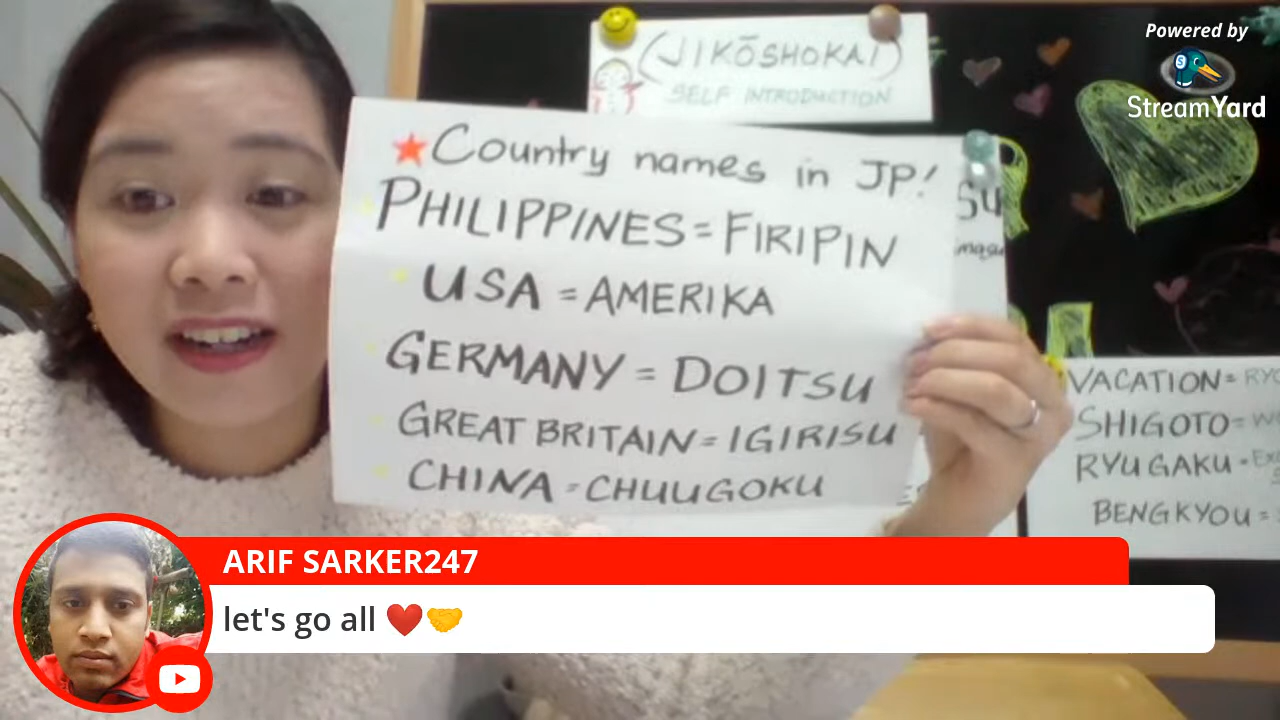 Powered by
StreamYard
(JIKŌSHOKAI)
SELF INTRODUCTION
Country names in JP!
PHILIPPINES = FIRIPIN
USA = AMERIKA
GERMANY = DOITSU
GREAT BRITAIN = IGIRISU
CHINA = CHUUGOKU
VACATION =
SHIGOTO =
RYUGAKU -
BENGKYOU =
ARIF SARKER247
let's go all ❤️🤝